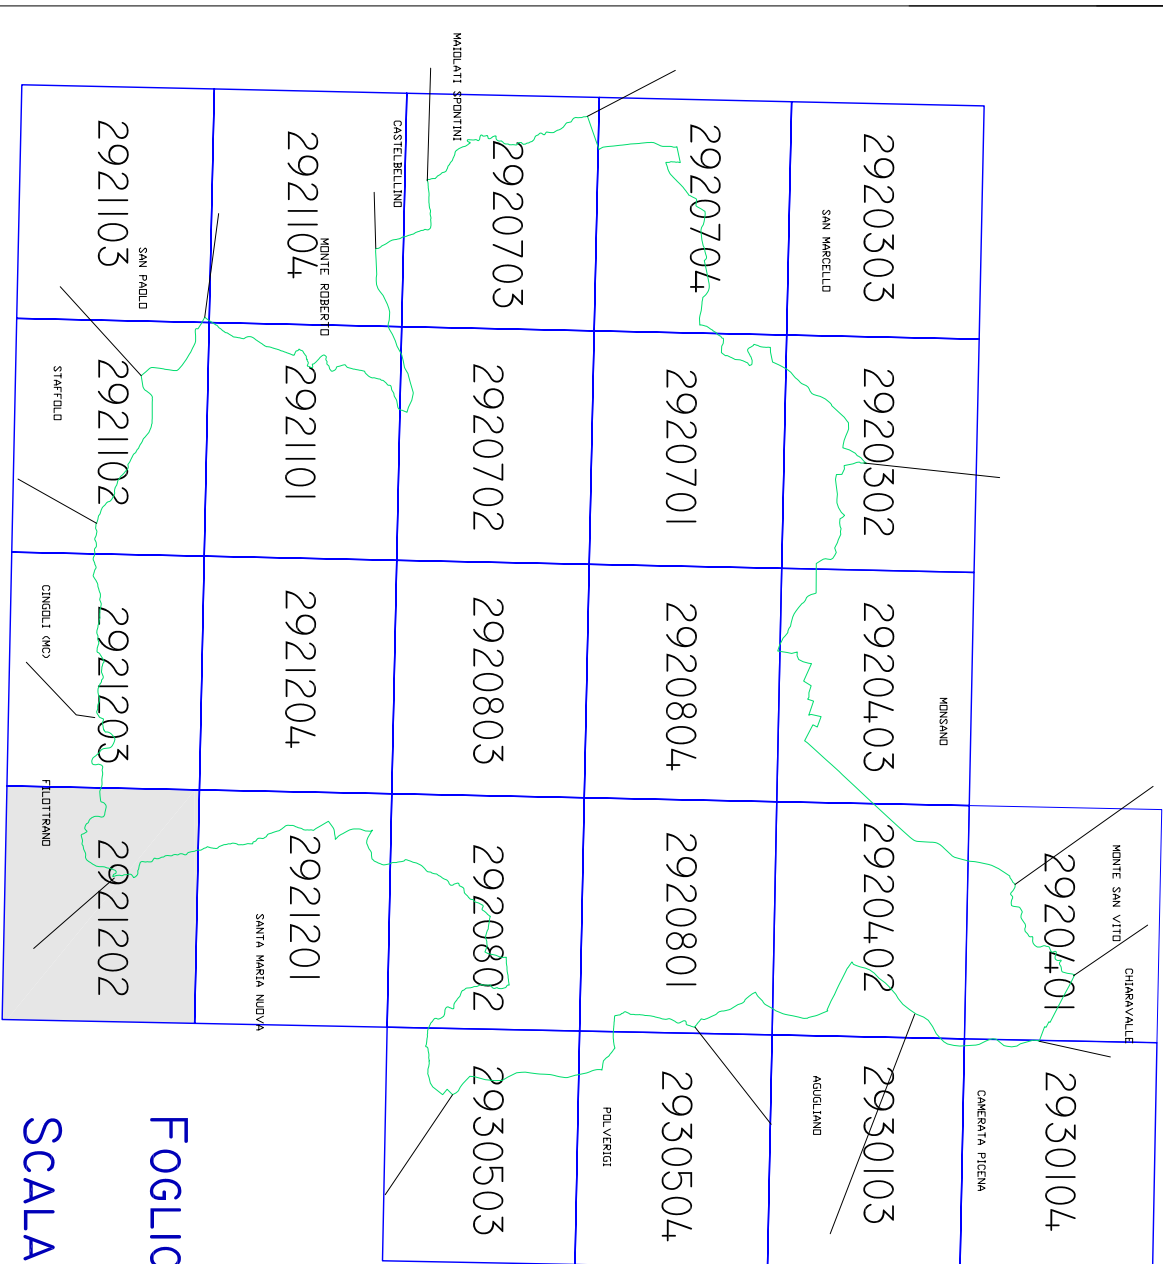 CHIARAVALLE
MONTE SAN VITO
2920401 2930104
CAMERATA PICENA
MONSANO
2920303 2920302 2920403 2920402 2930103
SAN MARCELLO
AGUGLIANO
2920704 2920701 2920804 2920801 2930504
POLVERIGI
2920703 2920702 2920803 2920802 2930503
MAIOLATI SPONTINI
CASTELBELLINO
MONTE ROBERTO
2921104 2921101 2921204 2921201
SANTA MARIA NUOVA
FOGLIO
SAN PAOLO
2921103 2921102 2921203 2921202
STAFFOLO
CINGOLI (MC)
FILOTTRANO
SCALA